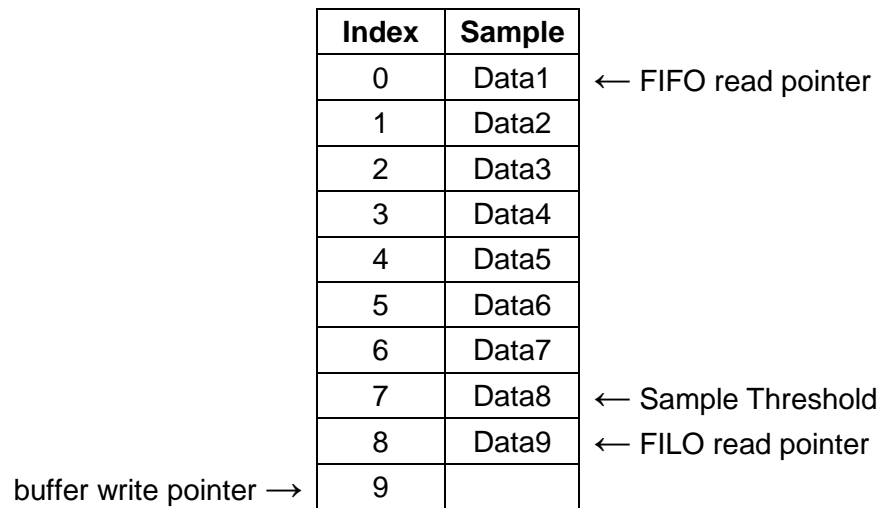 Index Sample
0 Data1 ← FIFO read pointer
1 Data2
2 Data3
3 Data4
4 Data5
5 Data6
6 Data7
7 Data8 ← Sample Threshold
8 Data9 ← FILO read pointer
buffer write pointer → 9